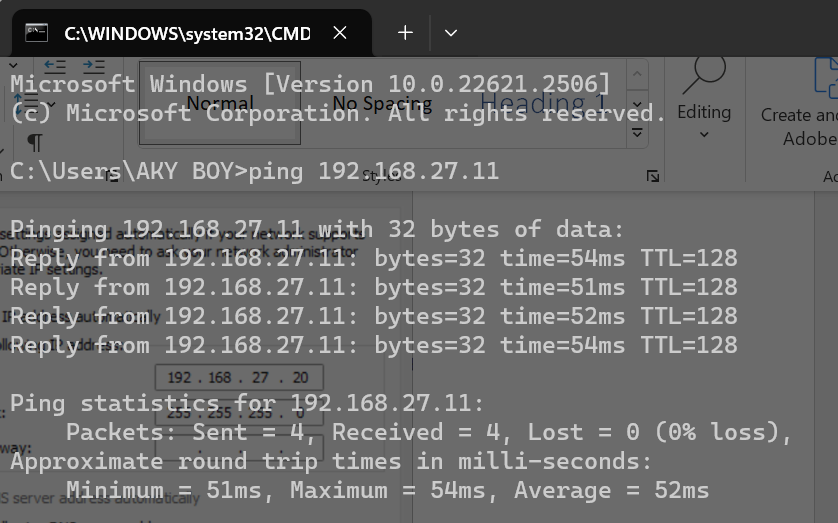 C:\WINDOWS\system32\CMD
Microsoft Windows [Version 10.0.22621.2506]
(c) Microsoft Corporation. All rights reserved.
Normal
No Spacing
Heading 1
Editing
Create and
Adobe
Styles
C:\Users\AKY BOY>ping 192.168.27.11
Pinging 192.168.27.11 with 32 bytes of data:
Reply from 192.168.27.11: bytes=32 time=54ms TTL=128
Reply from 192.168.27.11: bytes=32 time=51ms TTL=128
Reply from 192.168.27.11: bytes=32 time=52ms TTL=128
Reply from 192.168.27.11: bytes=32 time=54ms TTL=128
192 . 168 . 27 . 20
255 . 255 . 255 . 0
Ping statistics for 192.168.27.11:
Packets: Sent = 4, Received = 4, Lost = 0 (0% loss),
Approximate round trip times in milli-seconds:
Minimum = 51ms, Maximum = 54ms, Average = 52ms